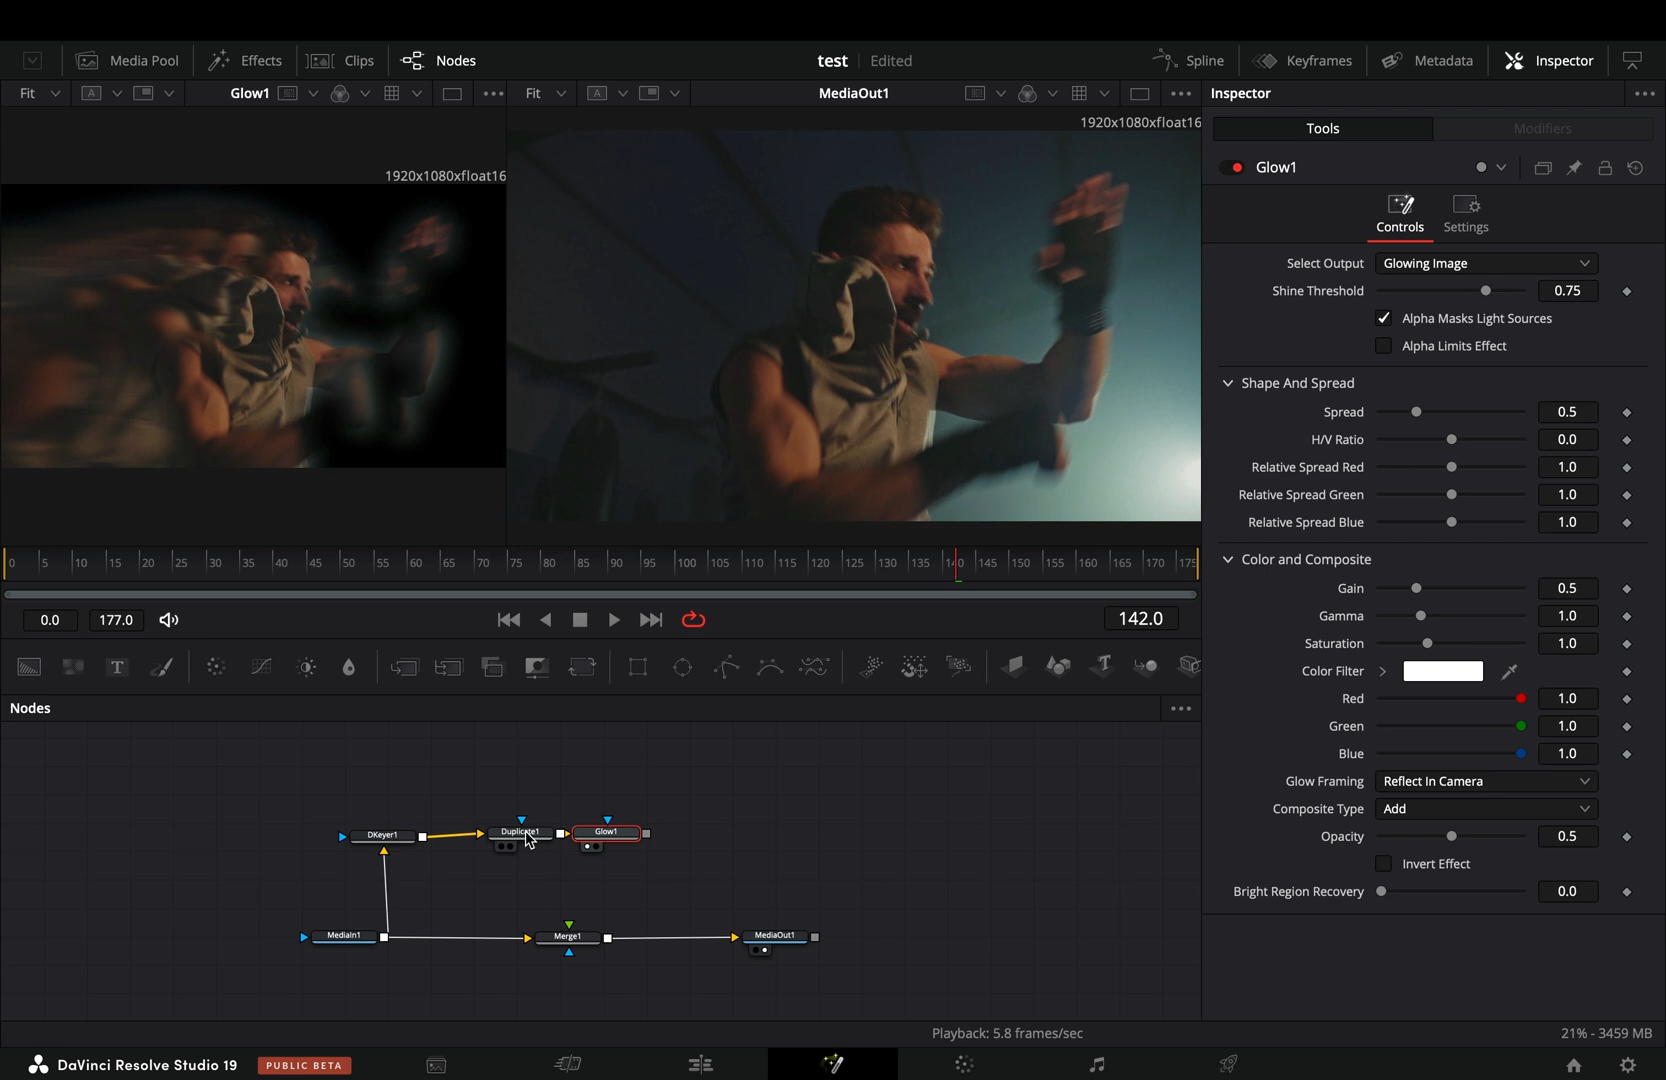 Media Pool
Effects
Clips
Nodes
test
Edited
Spline
Keyframes
Metadata
Inspector
Fit
A
Glow1
Fit
A
MediaOut1
Inspector
1920x1080xfloat16
1920x1080xfloat16
Tools
Modifiers
Glow1
Controls
Settings
Select Output
Glowing Image
Shine Threshold
0.75
Alpha Masks Light Sources
Alpha Limits Effect
Shape And Spread
Spread
0.5
H/V Ratio
0.0
Relative Spread Red
1.0
Relative Spread Green
1.0
Relative Spread Blue
1.0
Color and Composite
Gain
0.5
Gamma
1.0
Saturation
1.0
Color Filter
Red
1.0
Green
1.0
Blue
1.0
Glow Framing
Reflect In Camera
Composite Type
Add
Opacity
0.5
Invert Effect
Bright Region Recovery
0.0
0 5 10 15 20 25 30 35 40 45 50 55 60 65 70 75 80 85 90 95 100 105 110 115 120 125 130 135 140 145 150 155 160 165 170 175
0.0
177.0
142.0
T
Nodes
DKeyer1
Duplicate1
Glow1
MediaIn1
Merge1
MediaOut1
Playback: 5.8 frames/sec
21% - 3459 MB
DaVinci Resolve Studio 19
PUBLIC BETA